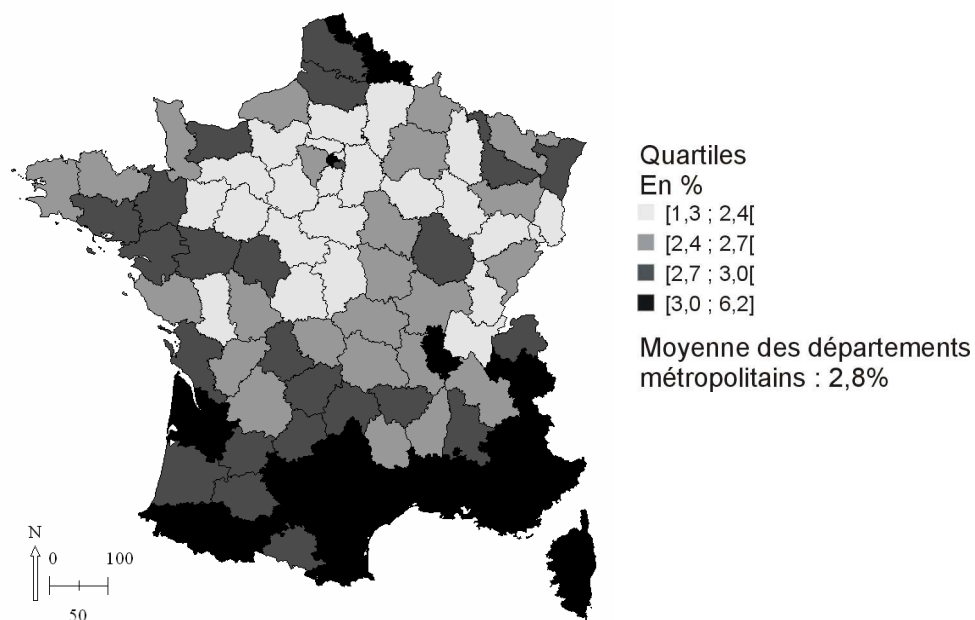 Quartiles
En %
[1,3 ; 2,4[
[2,4 ; 2,7[
[2,7 ; 3,0[
[3,0 ; 6,2]
Moyenne des départements
métropolitains : 2,8%
N
0 100
50